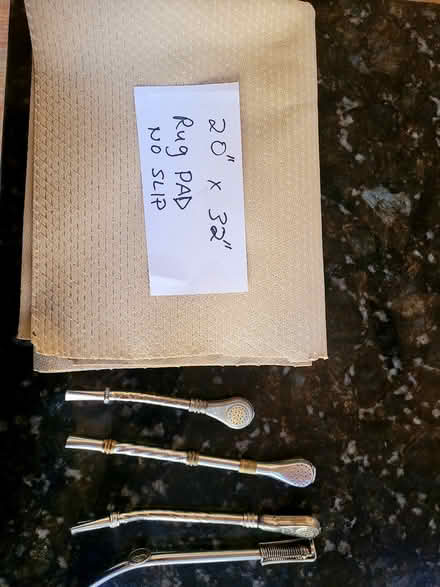 20" x 32"
Rug PAD
NO SLIP